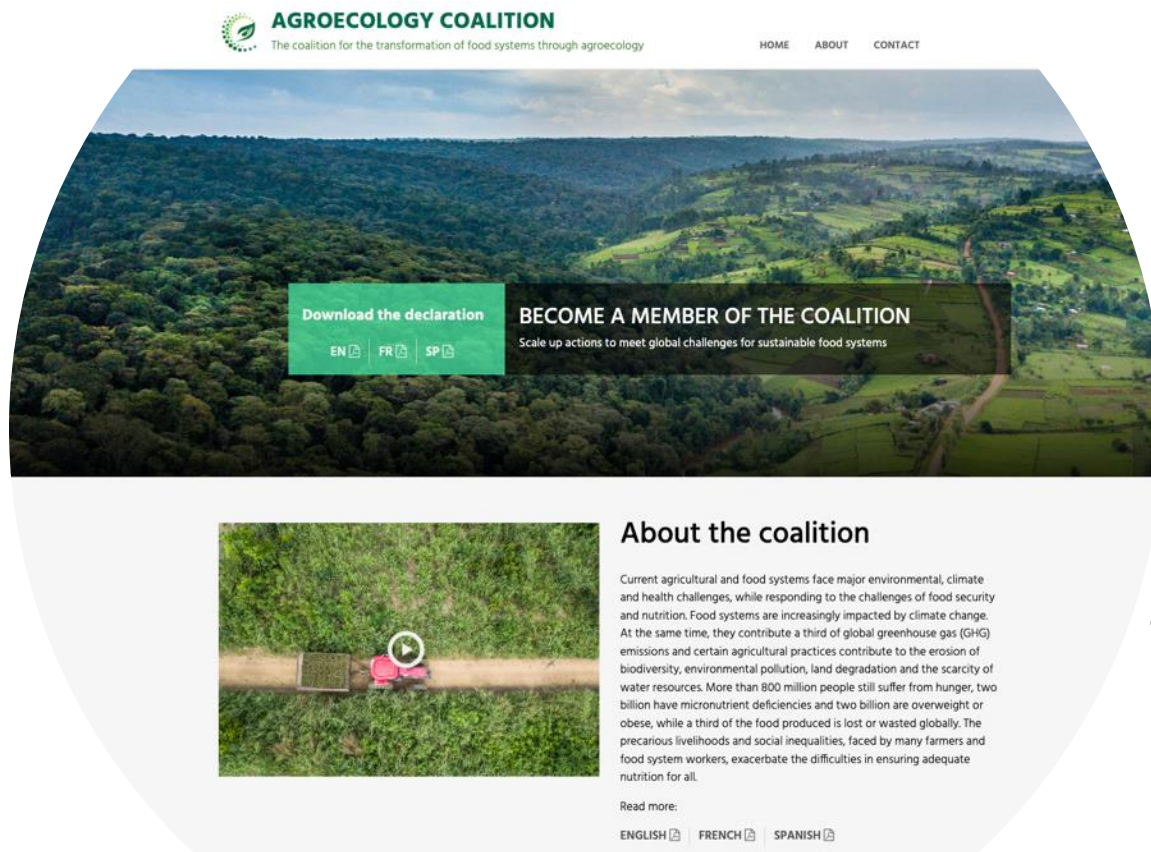 AGROECOLOGY COALITION
The coalition for the transformation of food systems through agroecology
HOME ABOUT CONTACT
Download the declaration
EN FR SP
BECOME A MEMBER OF THE COALITION
Scale up actions to meet global challenges for sustainable food systems
About the coalition
Current agricultural and food systems face major environmental, climate
and health challenges, while responding to the challenges of food security
and nutrition. Food systems are increasingly impacted by climate change.
At the same time, they contribute a third of global greenhouse gas (GHG)
emissions and certain agricultural practices contribute to the erosion of
biodiversity, environmental pollution, land degradation and the scarcity of
water resources. More than 800 million people still suffer from hunger, two
billion have micronutrient deficiencies and two billion are overweight or
obese, while a third of the food produced is lost or wasted globally. The
precarious livelihoods and social inequalities, faced by many farmers and
food system workers, exacerbate the difficulties in ensuring adequate
nutrition for all.
Read more:
ENGLISH FRENCH SPANISH